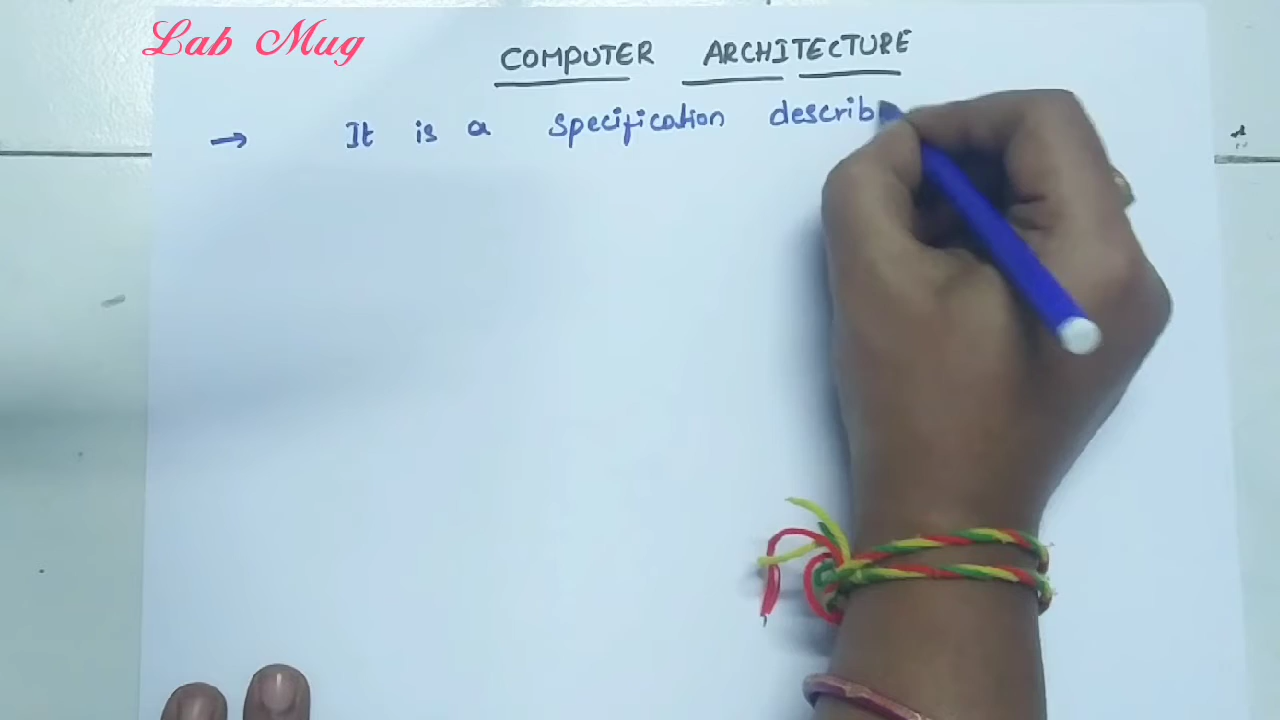 Lab Mug
COMPUTER ARCHITECTURE
→ It is a specification describ